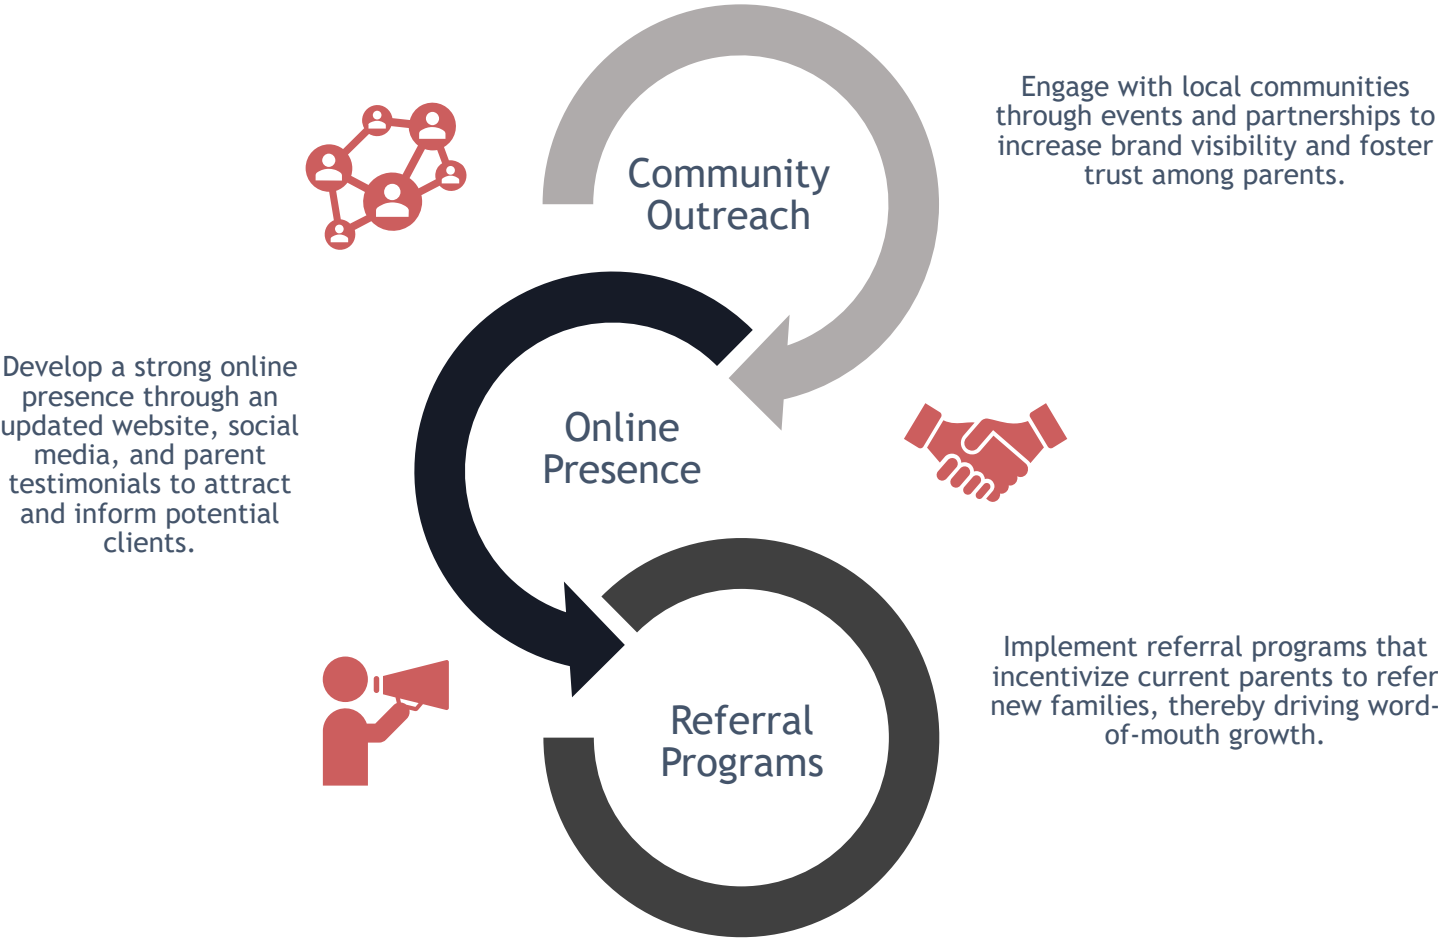 Community
Outreach
Engage with local communities
through events and partnerships to
increase brand visibility and foster
trust among parents.
Online
Presence
Develop a strong online
presence through an
updated website, social
media, and parent
testimonials to attract
and inform potential
clients.
Referral
Programs
Implement referral programs that
incentivize current parents to refer
new families, thereby driving word-
of-mouth growth.